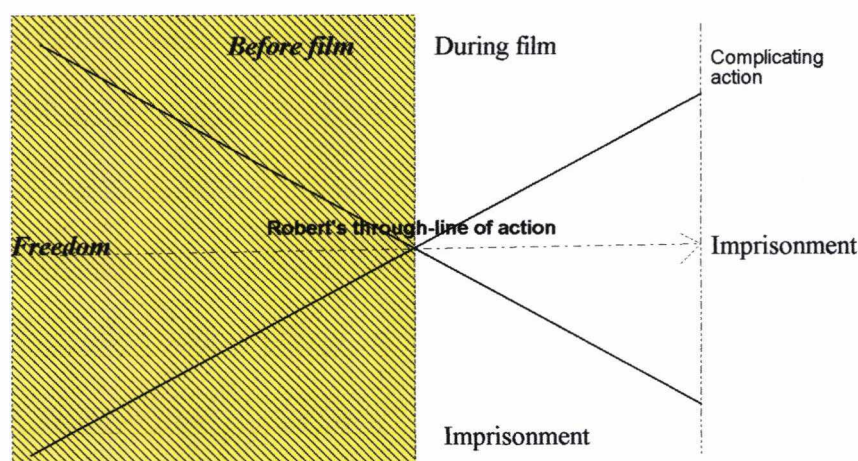 Before film
During film
Complicating
action
Robert's through-line of action
Freedom
Imprisonment
Imprisonment